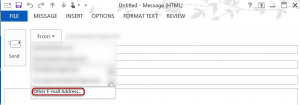 Untitled - Message (HTML)
FILE MESSAGE INSERT OPTIONS FORMAT TEXT REVIEW
From
Send
Other E-mail Address...